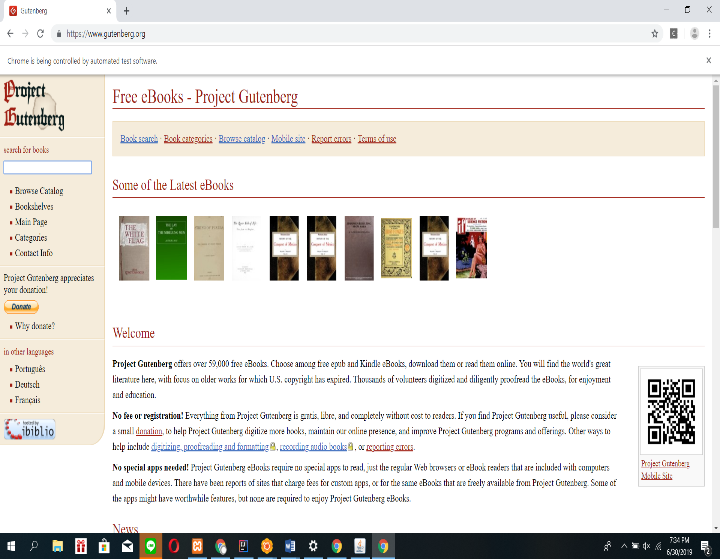 Gutenberg
https://www.gutenberg.org
Chrome is being controlled by automated test software.
Project
Gutenberg
search for books
Browse Catalog
Bookshelves
Main Page
Categories
Contact Info
Project Gutenberg appreciates
your donation!
Donate
Why donate?
in other languages
Português
Deutsch
Français
hosted by
ibiblio
Free eBooks - Project Gutenberg
Book search · Book categories · Browse catalog · Mobile site · Report errors · Terms of use
Some of the Latest eBooks
THE
WHITE
FLAG
Welcome
Project Gutenberg offers over 59,000 free eBooks. Choose among free epub and Kindle eBooks, download them or read them online. You will find the world's great
literature here, with focus on older works for which U.S. copyright has expired. Thousands of volunteers digitized and diligently proofread the eBooks, for enjoyment
and education.
No fee or registration! Everything from Project Gutenberg is gratis, libre, and completely without cost to readers. If you find Project Gutenberg useful, please consider
a small donation, to help Project Gutenberg digitize more books, maintain our online presence, and improve Project Gutenberg programs and offerings. Other ways to
help include digitizing, proofreading and formatting, recording audio books, or reporting errors.
No special apps needed! Project Gutenberg eBooks require no special apps to read, just the regular Web browsers or eBook readers that are included with computers
and mobile devices. There have been reports of sites that charge fees for custom apps, or for the same eBooks that are freely available from Project Gutenberg. Some of
the apps might have worthwhile features, but none are required to enjoy Project Gutenberg eBooks.
Project Gutenberg
Mobile Site
News
7:34 PM
6/30/2019